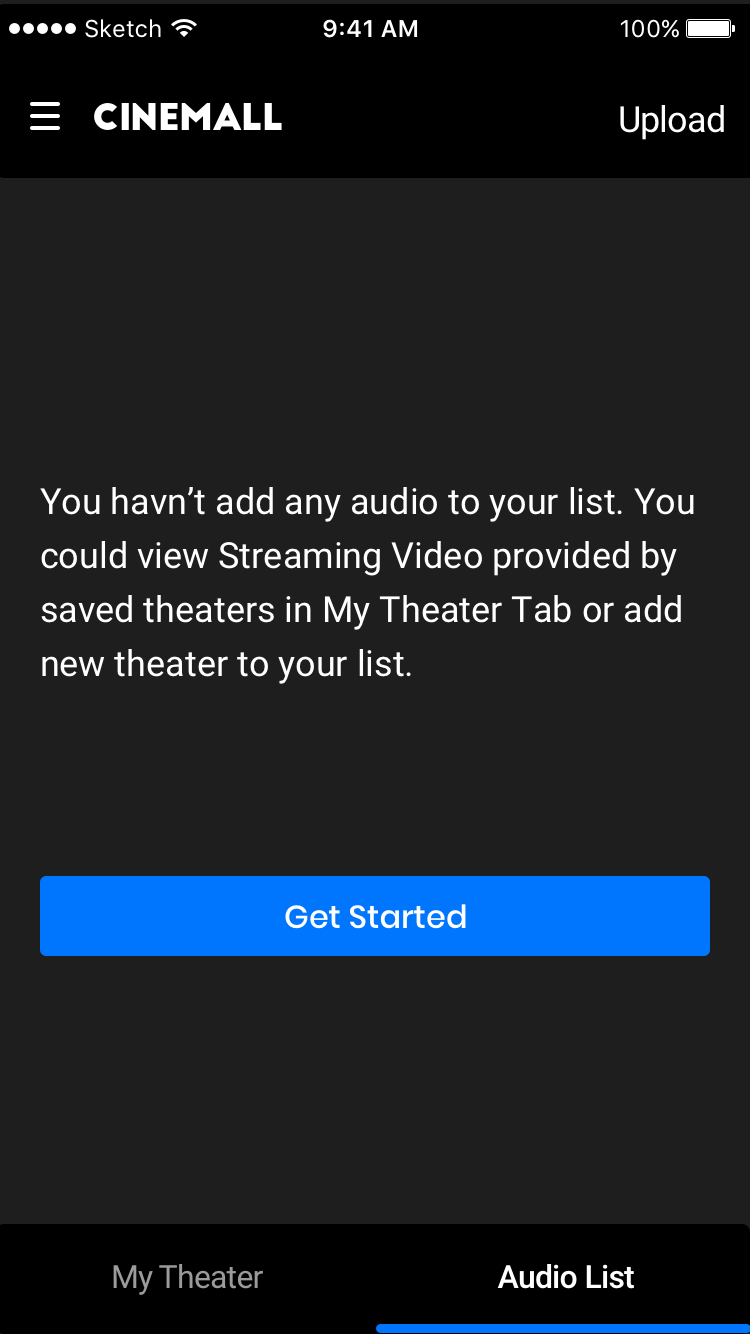 Sketch 9:41 AM 100%
CINEMALL Upload
You havn’t add any audio to your list. You
could view Streaming Video provided by
saved theaters in My Theater Tab or add
new theater to your list.
Get Started
My Theater Audio List